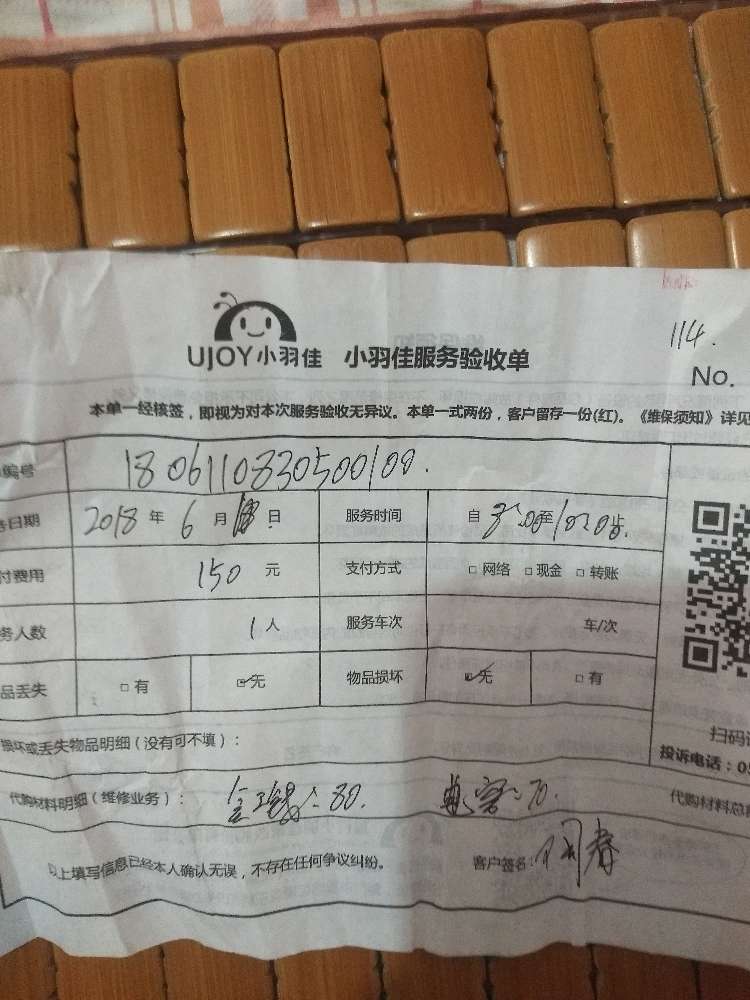 114.
UJOY小羽佳 小羽佳服务验收单
No.
本单一经核签，即视为对本次服务验收无异议。本单一式两份，客户留存一份(红)。《维保须知》详见
编号 1806110830500100.
日期 2018 年 6 月 日 服务时间 自 至
付费用 150 元 支付方式 □ 网络 □ 现金 □ 转账
务人数 1 人 服务车次 车/次
品丢失 □ 有 ☑ 无 物品损坏 ☑ 无 □ 有
损坏或丢失物品明细（没有可不填）：
扫码
投诉电话：05
代购材料明细（维修业务）： 80. 70. 代购材料总
以上填写信息已经本人确认无误，不存在任何争议纠纷。 客户签名：